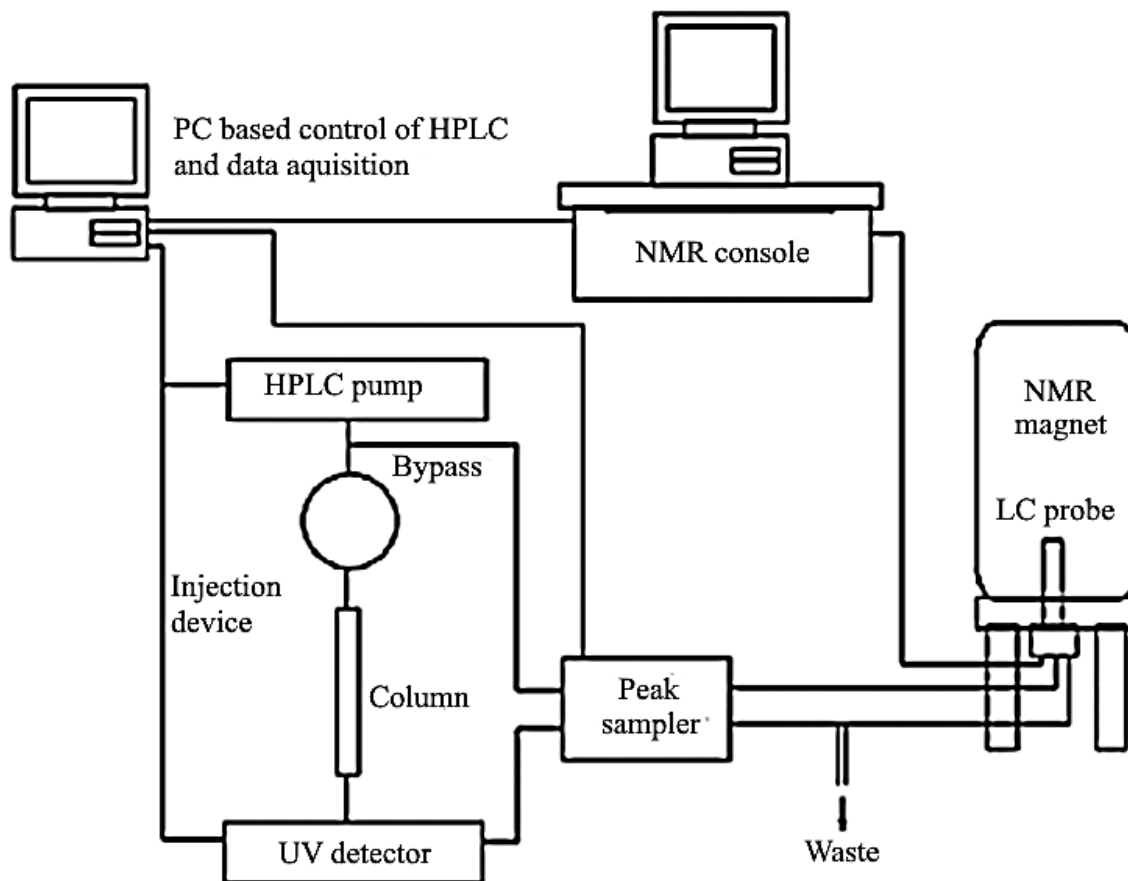 PC based control of HPLC
and data aquisition
NMR console
HPLC pump
Bypass
NMR
magnet
LC probe
Injection
device
Column
Peak
sampler
UV detector
Waste